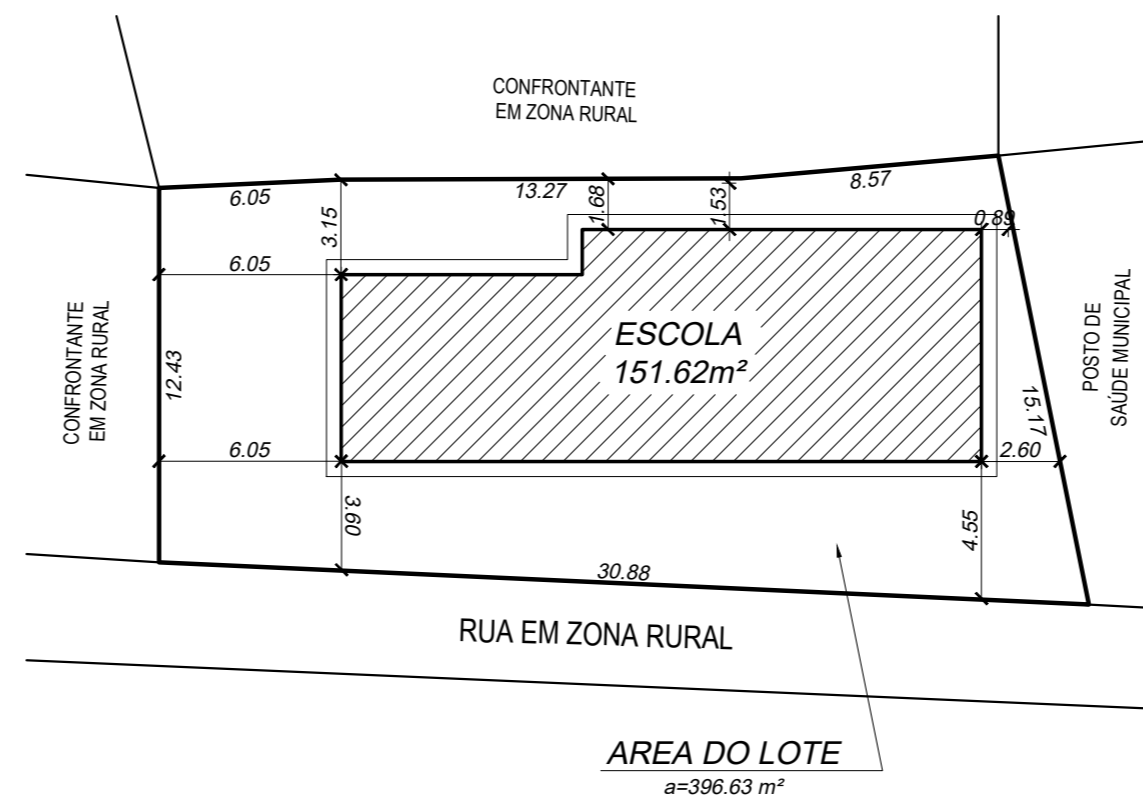 CONFRONTANTE
EM ZONA RURAL
6.05
13.27
8.57
3.15
1.68
1.53
0.89
6.05
CONFRONTANTE
EM ZONA RURAL
12.43
ESCOLA
151.62m²
POSTO DE
SAÚDE MUNICIPAL
15.17
6.05
2.60
3.60
4.55
30.88
RUA EM ZONA RURAL
AREA DO LOTE
a=396.63 m²